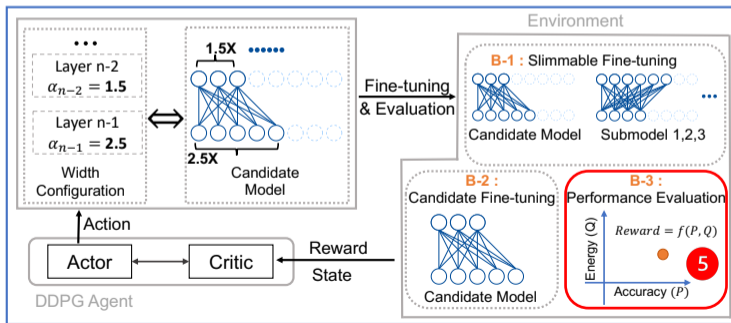 Environment
...
Layer n-2
αₙ₋₂ = 1.5
Layer n-1
αₙ₋₁ = 2.5
Width
Configuration
1.5X
......
2.5X
Candidate
Model
Fine-tuning
& Evaluation
B-1 : Slimmable Fine-tuning
...
Candidate Model
Submodel 1,2,3
B-2 :
Candidate Fine-tuning
Candidate Model
B-3 :
Performance Evaluation
Energy (Q)
Reward = f(P, Q)
5
Accuracy (P)
Action
Actor
Critic
DDPG Agent
Reward
State